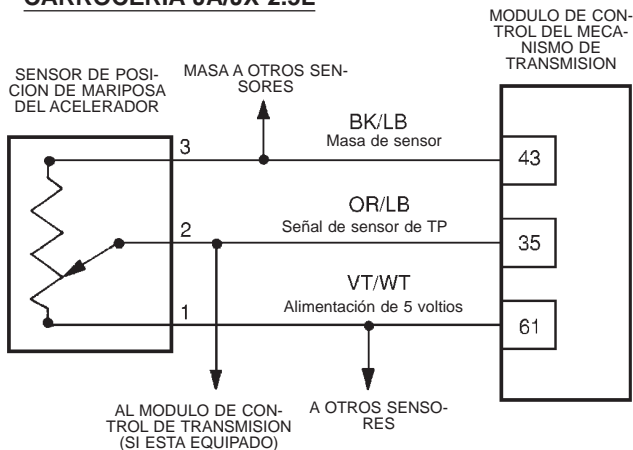 CARROCERIA JA/JX 2.5L
MODULO DE CON-
TROL DEL MECA-
NISMO DE
TRANSMISION
SENSOR DE POSI-
CION DE MARIPOSA
DEL ACELERADOR
MASA A OTROS SEN-
SORES
3
BK/LB
Masa de sensor
43
2
OR/LB
Señal de sensor de TP
35
1
VT/WT
Alimentación de 5 voltios
61
AL MODULO DE CON-
TROL DE TRANSMISION
(SI ESTA EQUIPADO)
A OTROS SENSO-
RES